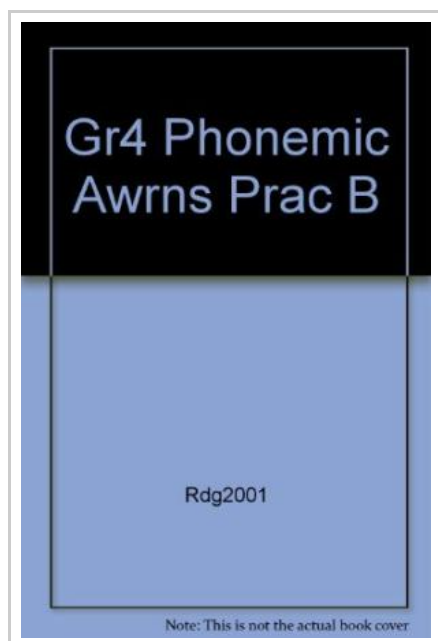 Gr4 Phonemic
Awrns Prac B
Rdg2001
Note: This is not the actual book cover